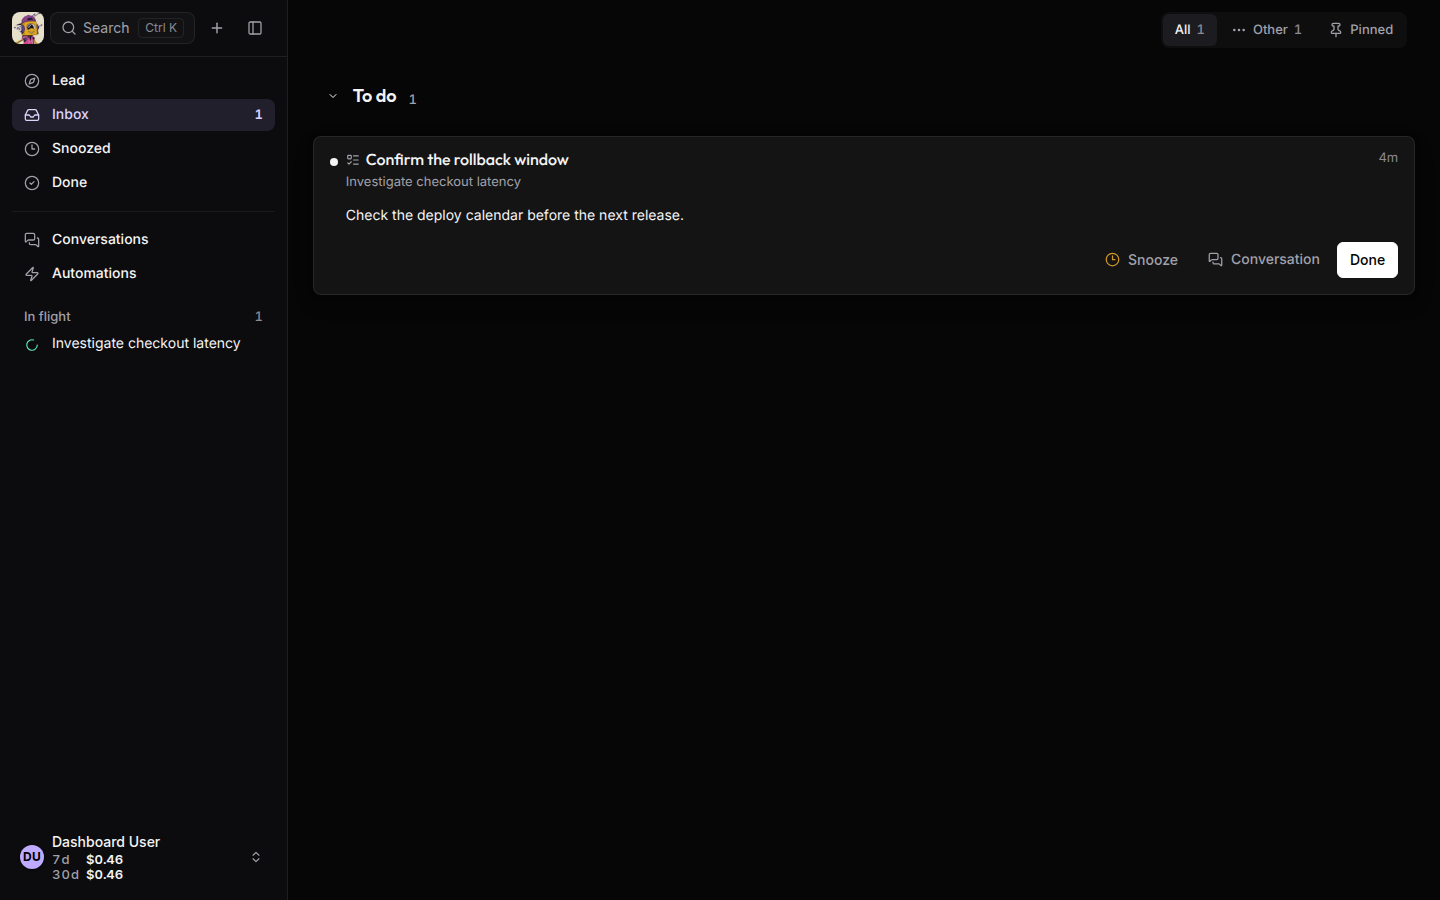 Search Ctrl K
Lead
Inbox 1
Snoozed
Done
Conversations
Automations
In flight 1
Investigate checkout latency
DU
Dashboard User
7d $0.46
30d $0.46
All 1 Other 1 Pinned
To do 1
Confirm the rollback window 4m
Investigate checkout latency
Check the deploy calendar before the next release.
Snooze Conversation Done